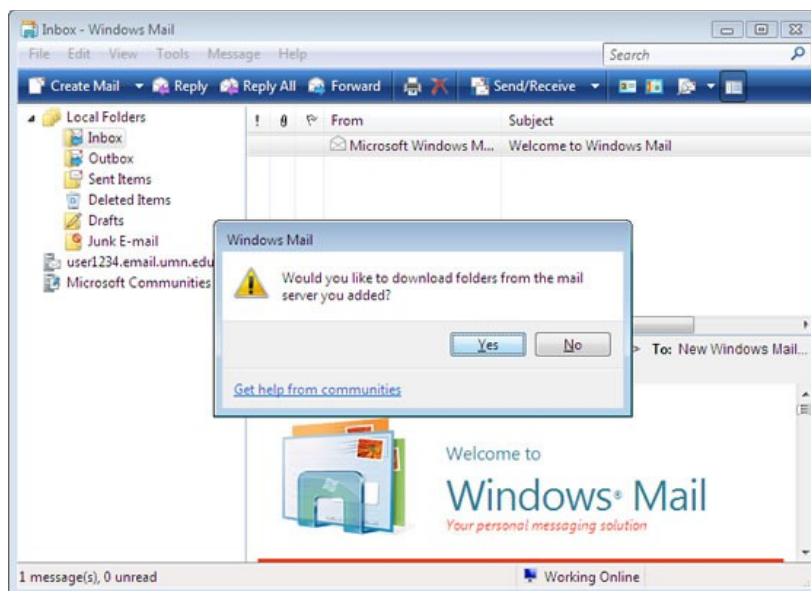 Inbox - Windows Mail
File Edit View Tools Message Help
Search
Create Mail Reply Reply All Forward Send/Receive
Local Folders
Inbox
Outbox
Sent Items
Deleted Items
Drafts
Junk E-mail
user1234.email.umn.edu
Microsoft Communities
! From Subject
Microsoft Windows M... Welcome to Windows Mail
Windows Mail
Would you like to download folders from the mail
server you added?
Yes No
Get help from communities
> To: New Windows Mail...
Welcome to
Windows® Mail
Your personal messaging solution
1 message(s), 0 unread
Working Online